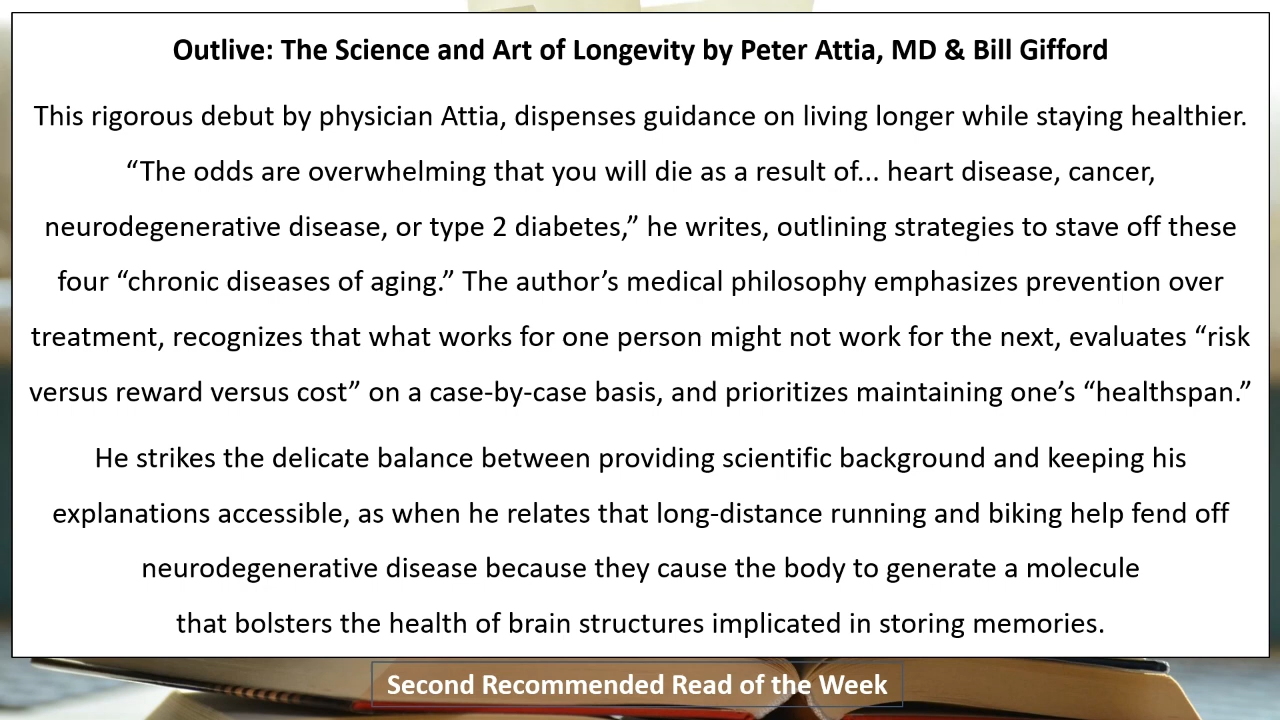 Outlive: The Science and Art of Longevity by Peter Attia, MD & Bill Gifford
This rigorous debut by physician Attia, dispenses guidance on living longer while staying healthier.
“The odds are overwhelming that you will die as a result of... heart disease, cancer,
neurodegenerative disease, or type 2 diabetes,” he writes, outlining strategies to stave off these
four “chronic diseases of aging.” The author’s medical philosophy emphasizes prevention over
treatment, recognizes that what works for one person might not work for the next, evaluates “risk
versus reward versus cost” on a case-by-case basis, and prioritizes maintaining one’s “healthspan.”
He strikes the delicate balance between providing scientific background and keeping his
explanations accessible, as when he relates that long-distance running and biking help fend off
neurodegenerative disease because they cause the body to generate a molecule
that bolsters the health of brain structures implicated in storing memories.
Second Recommended Read of the Week